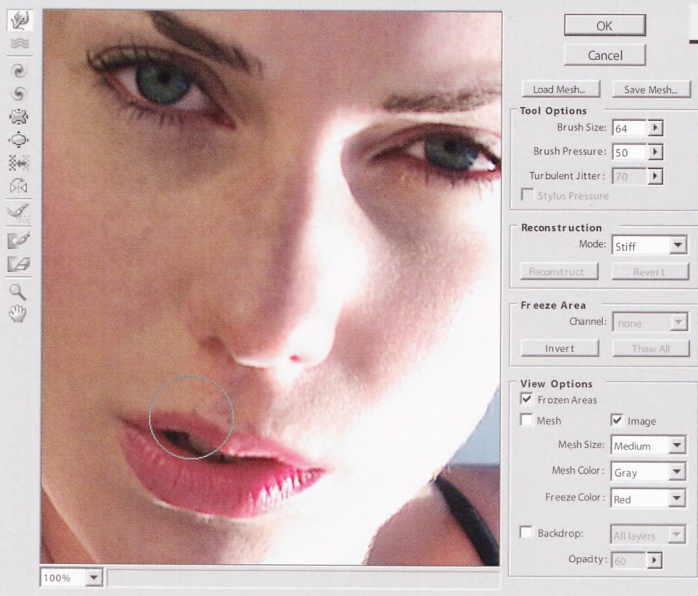 OK
Cancel
Load Mesh... Save Mesh...
Tool Options
Brush Size: 64
Brush Pressure: 50
Turbulent Jitter: 70
Stylus Pressure
Reconstruction
Mode: Stiff
Reconstruct Revert
Freeze Area
Channel: none
Invert Thaw All
View Options
Frozen Areas
Mesh Image
Mesh Size: Medium
Mesh Color: Gray
Freeze Color: Red
Backdrop: All layers
Opacity: 60
100%